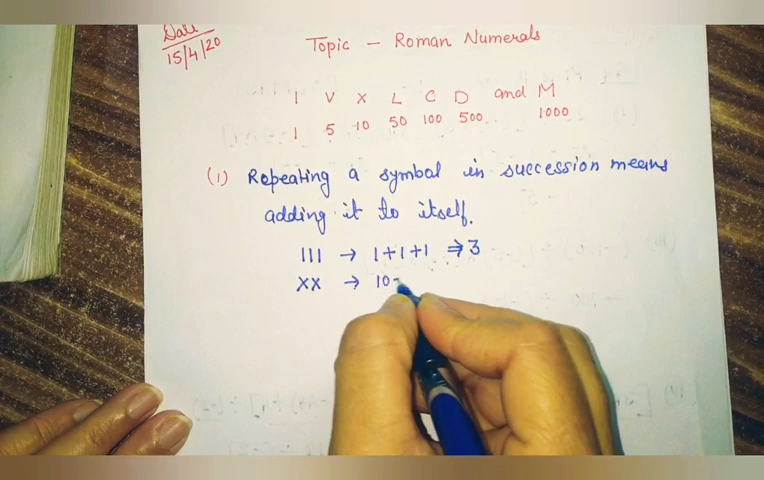 Date
15/4/20
Topic - Roman Numerals
I V X L C D and M
1 5 10 50 100 500 1000
(1) Repeating a symbol in succession means
adding it to itself.
III → 1+1+1 ⇒ 3
XX → 10-